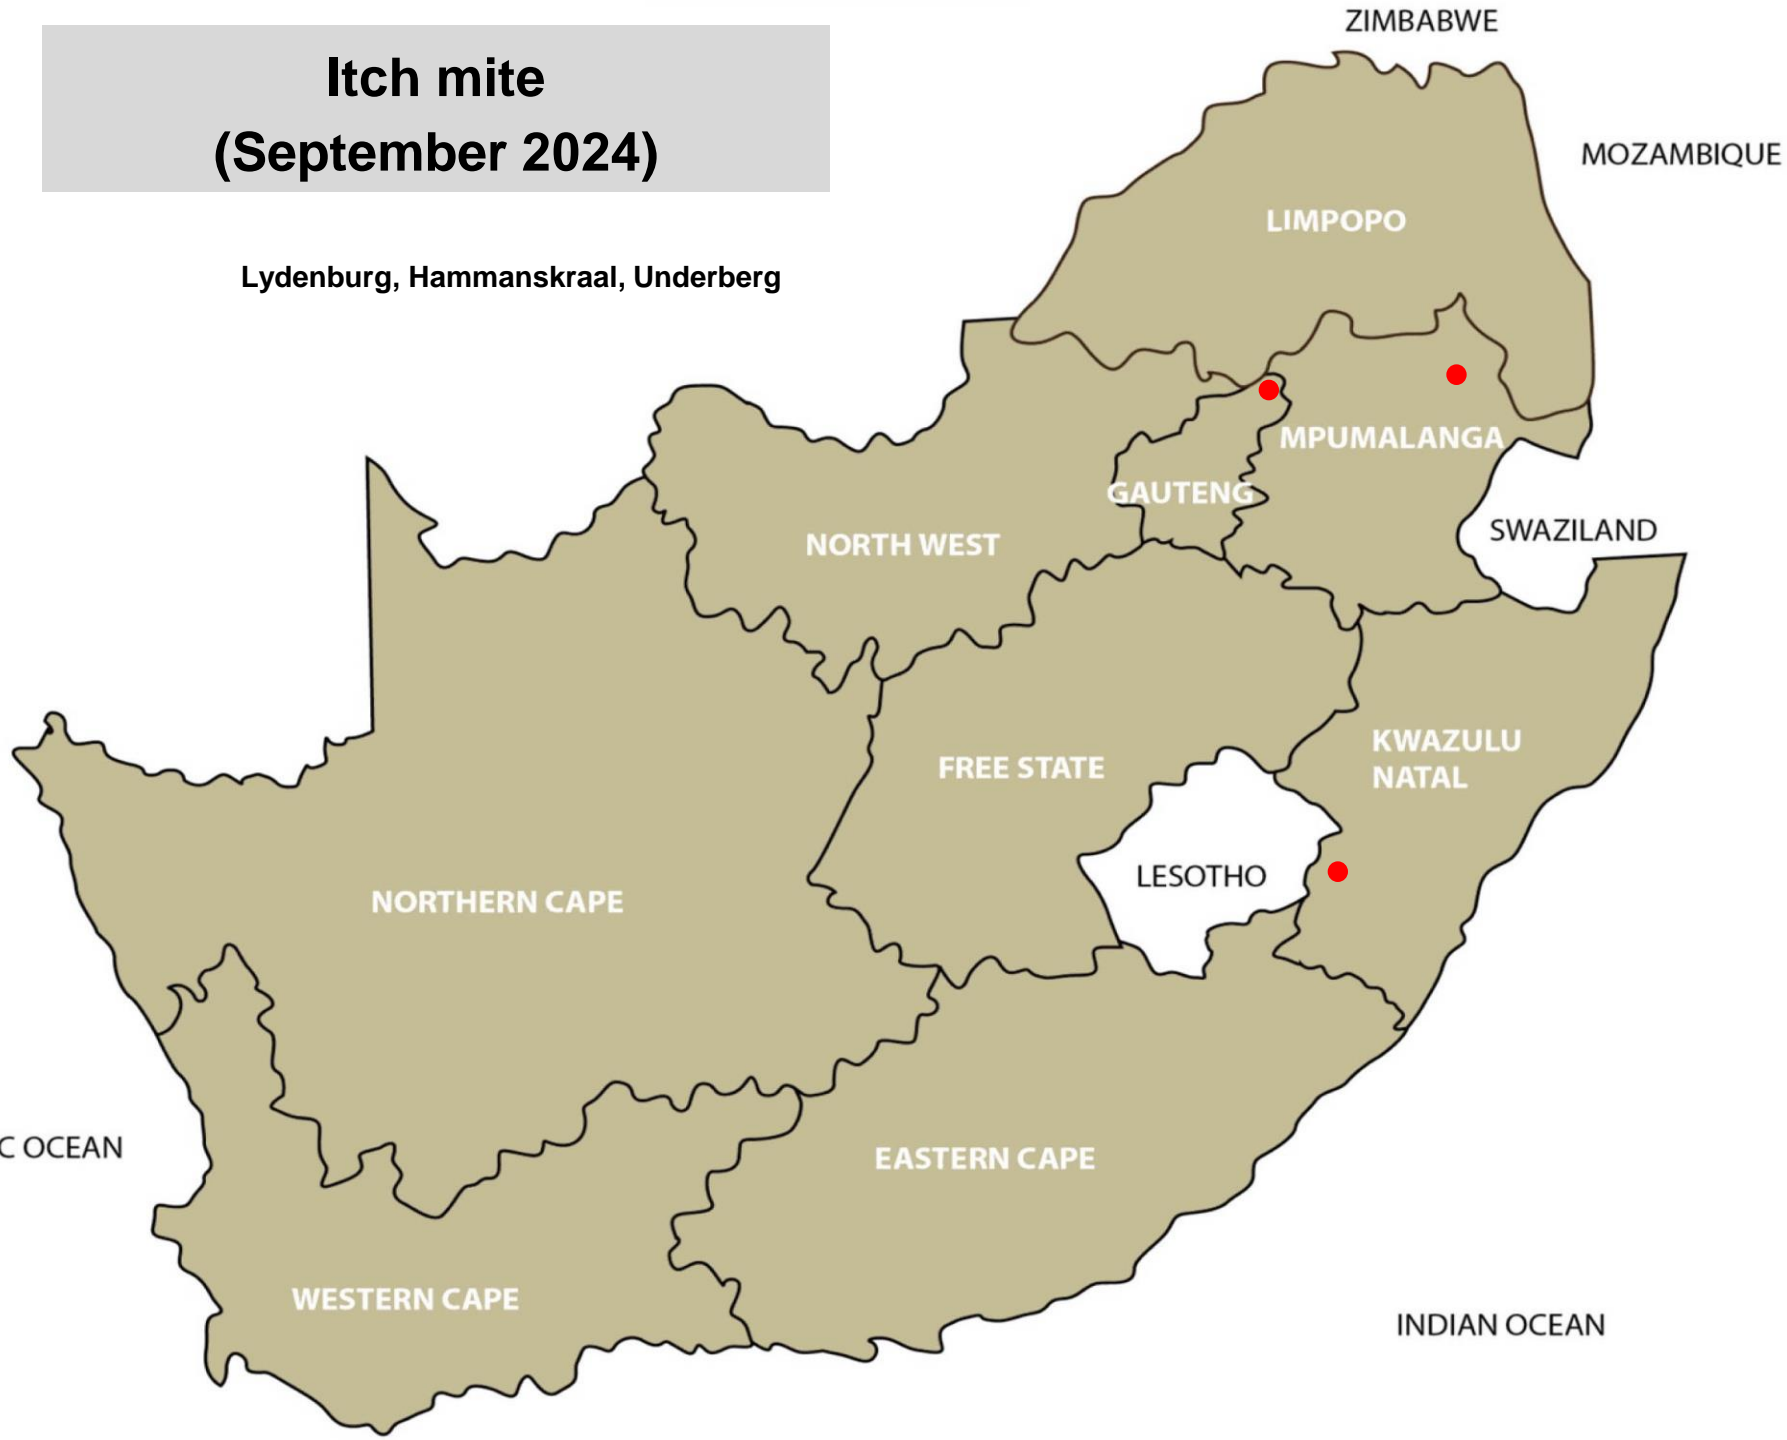 ZIMBABWE
Itch mite
(September 2024)
MOZAMBIQUE
LIMPOPO
Lydenburg, Hammanskraal, Underberg
MPUMALANGA
GAUTENG
SWAZILAND
NORTH WEST
KWAZULU
NATAL
FREE STATE
LESOTHO
NORTHERN CAPE
C OCEAN
EASTERN CAPE
WESTERN CAPE
INDIAN OCEAN